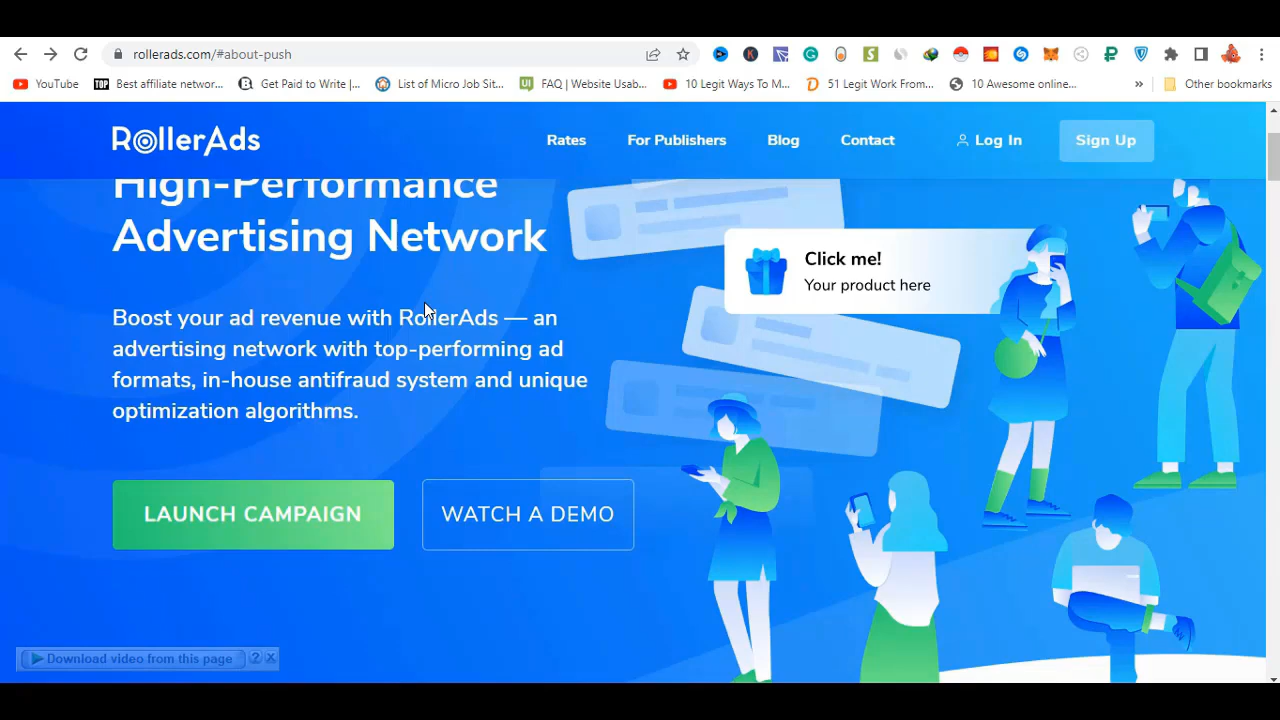 rollerads.com/#about-push
YouTube
TOP Best affiliate networ...
Get Paid to Write |...
List of Micro Job Sit...
UI FAQ | Website Usab...
10 Legit Ways To M...
51 Legit Work From...
10 Awesome online...
»
Other bookmarks
RollerAds
Rates
For Publishers
Blog
Contact
Log In
Sign Up
High-Performance
Advertising Network
Click me!
Your product here
Boost your ad revenue with RollerAds — an
advertising network with top-performing ad
formats, in-house antifraud system and unique
optimization algorithms.
LAUNCH CAMPAIGN
WATCH A DEMO
Download video from this page ? X